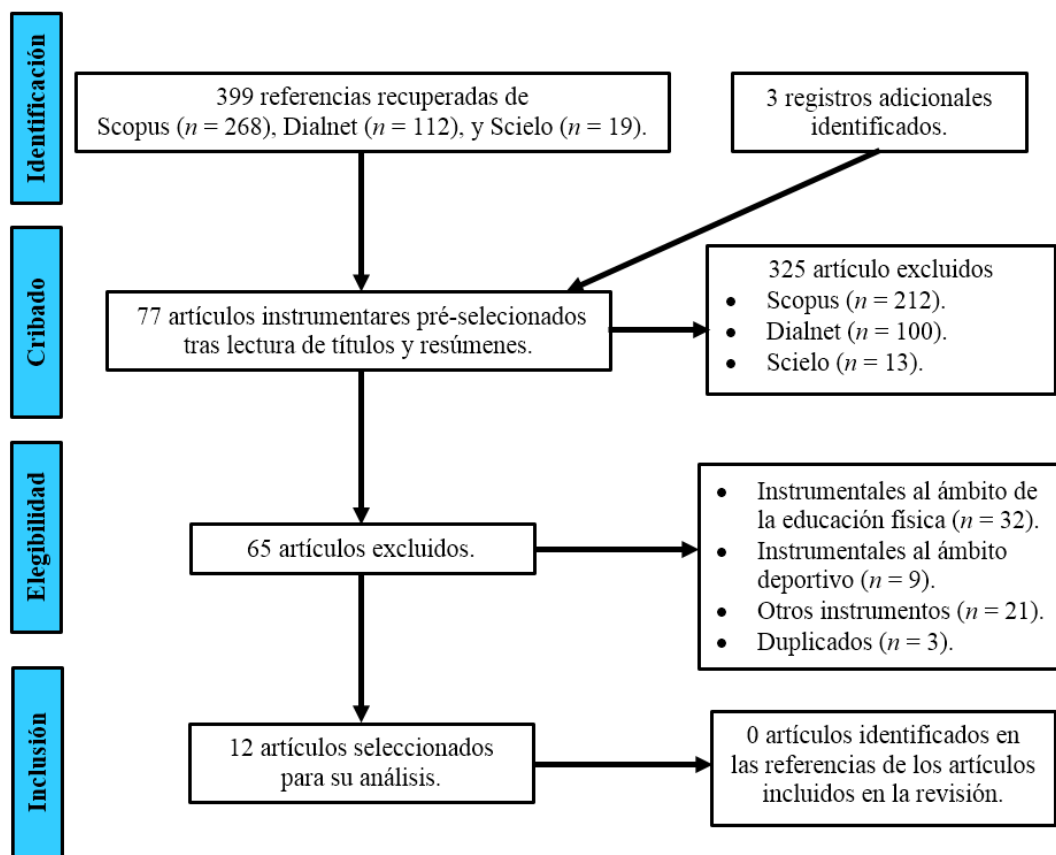 Identificación
399 referencias recuperadas de
Scopus (n = 268), Dialnet (n = 112), y Scielo (n = 19).
3 registros adicionales
identificados.
Cribado
77 artículos instrumentares pré-selecionados
tras lectura de títulos y resúmenes.
325 artículo excluidos
• Scopus (n = 212).
• Dialnet (n = 100).
• Scielo (n = 13).
Elegibilidad
65 artículos excluidos.
• Instrumentales al ámbito de
la educación física (n = 32).
• Instrumentales al ámbito
deportivo (n = 9).
• Otros instrumentos (n = 21).
• Duplicados (n = 3).
Inclusión
12 artículos seleccionados
para su análisis.
0 artículos identificados en
las referencias de los artículos
incluidos en la revisión.